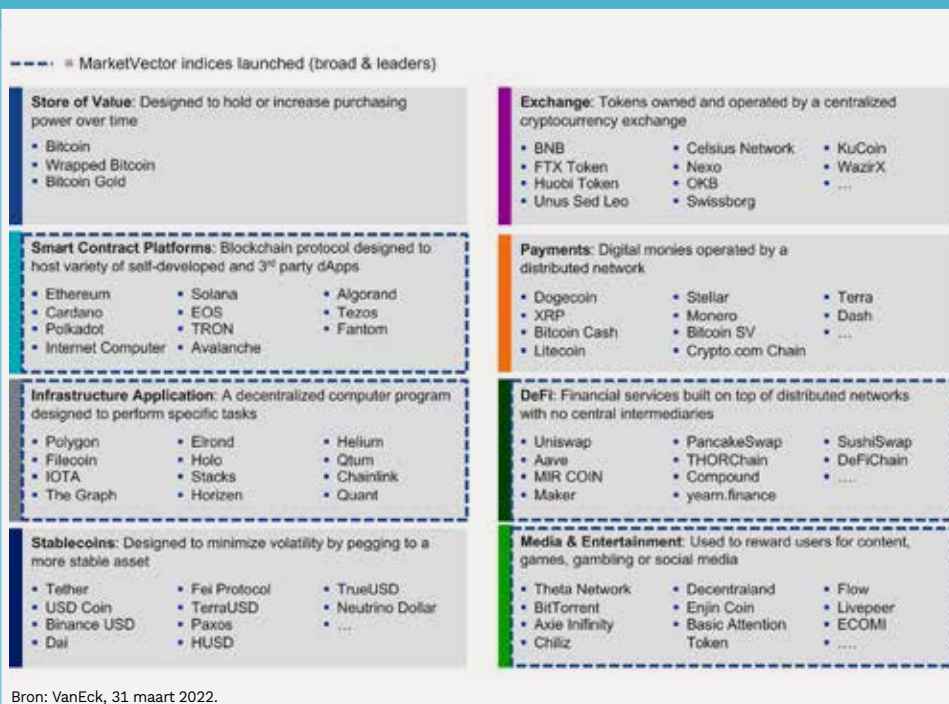 = MarketVector indices launched (broad & leaders)
Store of Value: Designed to hold or increase purchasing
power over time
• Bitcoin
• Wrapped Bitcoin
• Bitcoin Gold
Exchange: Tokens owned and operated by a centralized
cryptocurrency exchange
• BNB • Celsius Network • KuCoin
• FTX Token • Nexo • WazirX
• Huobi Token • OKB • ...
• Unus Sed Leo • Swissborg
Smart Contract Platforms: Blockchain protocol designed to
host variety of self-developed and 3rd party dApps
• Ethereum • Solana • Algorand
• Cardano • EOS • Tezos
• Polkadot • TRON • Fantom
• Internet Computer • Avalanche
Payments: Digital monies operated by a
distributed network
• Dogecoin • Stellar • Terra
• XRP • Monero • Dash
• Bitcoin Cash • Bitcoin SV • ....
• Litecoin • Crypto.com Chain
Infrastructure Application: A decentralized computer program
designed to perform specific tasks
• Polygon • Elrond • Helium
• Filecoin • Holo • Qtum
• IOTA • Stacks • Chainlink
• The Graph • Horizen • Quant
DeFi: Financial services built on top of distributed networks
with no central intermediaries
• Uniswap • PancakeSwap • SushiSwap
• Aave • THORChain • DeFiChain
• MIR COIN • Compound • ....
• Maker • yearn.finance
Stablecoins: Designed to minimize volatility by pegging to a
more stable asset
• Tether • Fei Protocol • TrueUSD
• USD Coin • TerraUSD • Neutrino Dollar
• Binance USD • Paxos • ...
• Dai • HUSD
Media & Entertainment: Used to reward users for content,
games, gambling or social media
• Theta Network • Decentraland • Flow
• BitTorrent • Enjin Coin • Livepeer
• Axie Inifinity • Basic Attention • ECOMI
• Chiliz Token • ....
Bron: VanEck, 31 maart 2022.